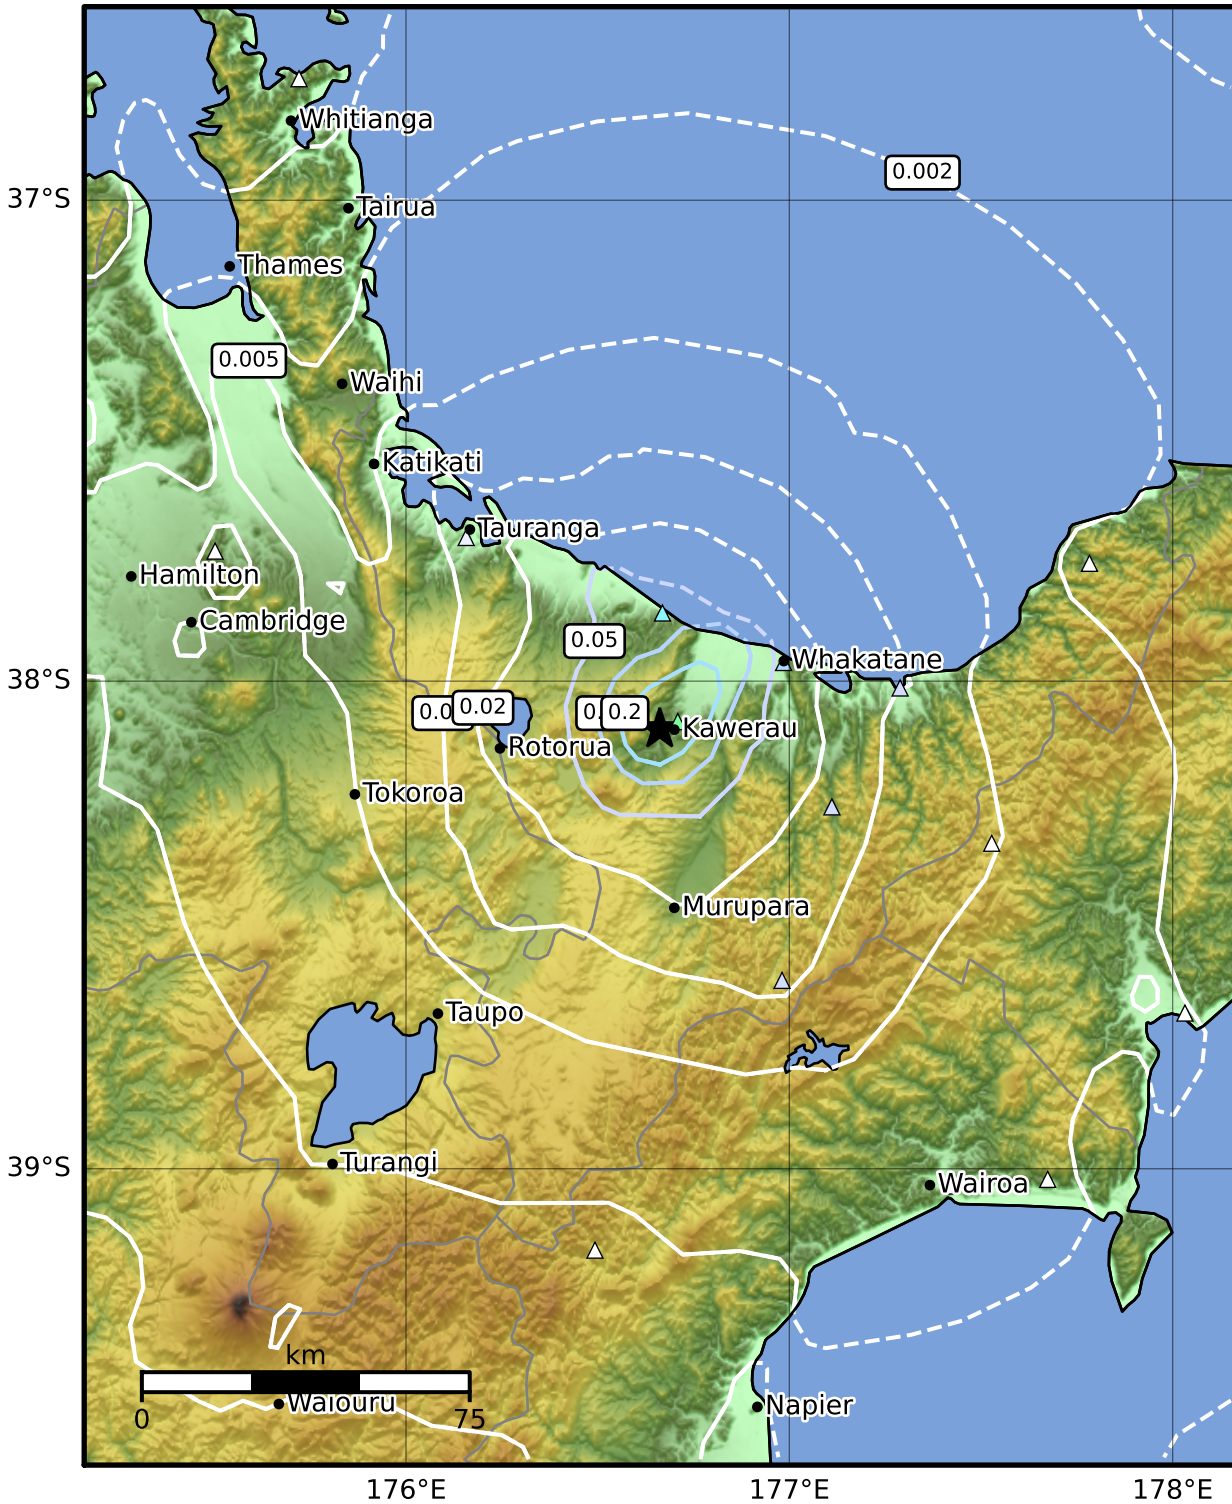 Whitianga
0.002
37°S
Tairua
Thames
0.005
Waihi
Katikati
Tauranga
Hamilton
Cambridge
0.05
Whakatane
38°S
0.02
0.2
Kawerau
Rotorua
Tokoroa
Murupara
Taupo
Turangi
39°S
Wairoa
km
Waiouru
Napier
0
75
176°E
177°E
178°E